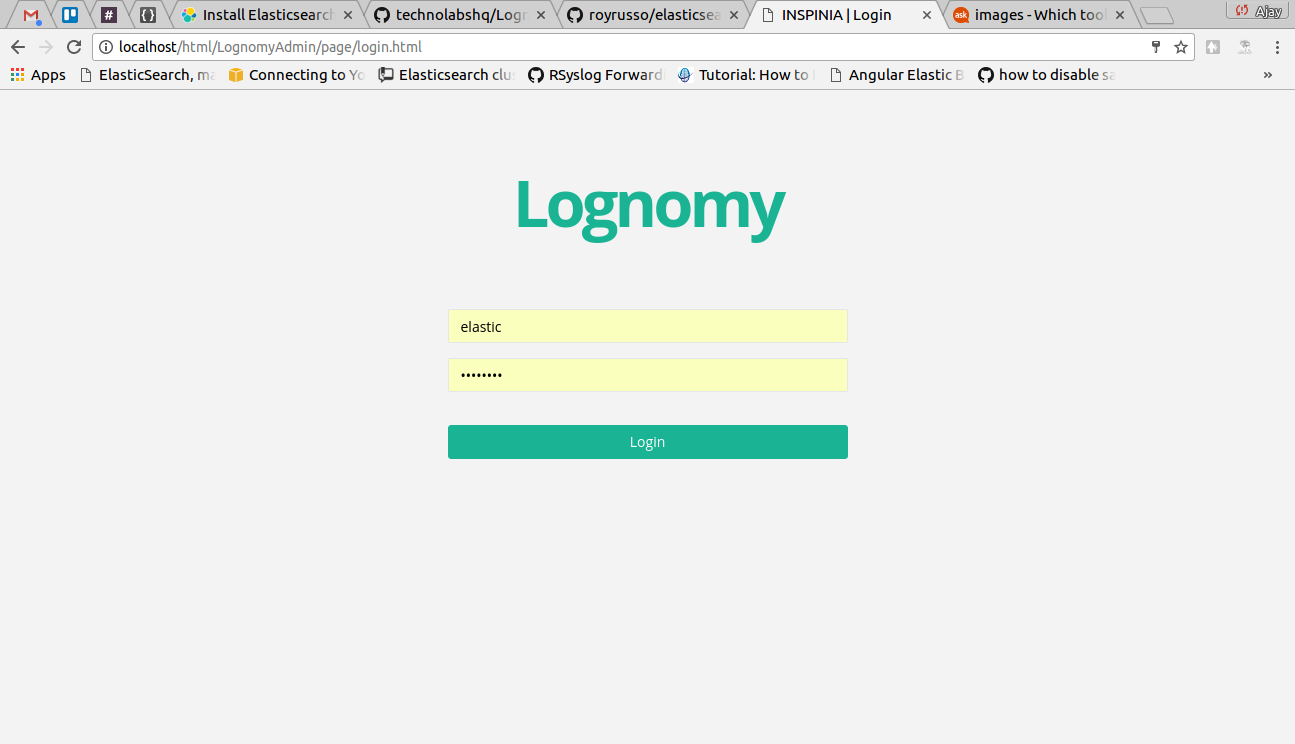 Install Elasticsearch technolabshq/Logn royrusso/elasticsea INSPINIA | Login images - Which tool Ajay
localhost/html/LognomyAdmin/page/login.html
Apps ElasticSearch, ma Connecting to Yo Elasticsearch clu RSyslog Forward Tutorial: How to Angular Elastic B how to disable sa »
Lognomy
elastic
••••••••
Login